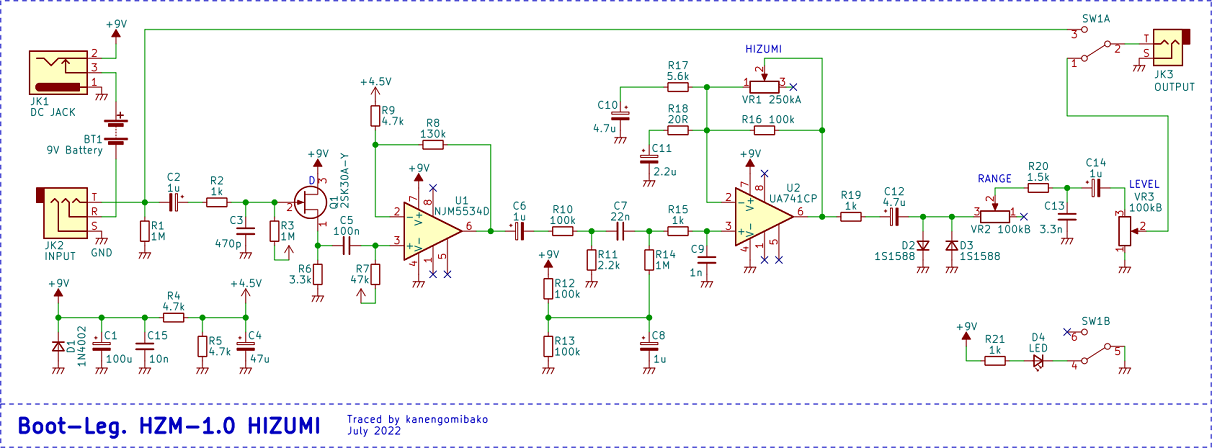 +9V
2
3
1
JK1
DC JACK
+
BT1
9V Battery
T
R
S
JK2
INPUT
GND
R1
1M
C2
1u
R2
1k
C3
470p
R3
1M
+9V
D
3
2
1
Q1
2SK30A-Y
R6
3.3k
C5
100n
R7
47k
+4.5V
R9
4.7k
R8
130k
+9V
7
8
2
3
6
4
1
5
V+
V-
U1
NJM5534D
C6
1u
R10
100k
C7
22n
R11
2.2k
R14
1M
+9V
R12
100k
R13
100k
C8
1u
R15
1k
C9
1n
R17
5.6k
C10
4.7u
R18
20R
C11
2.2u
HIZUMI
2
1
3
VR1 250kA
R16 100k
+9V
7
8
2
3
6
4
1
5
V+
V-
U2
UA741CP
R19
1k
C12
4.7u
D2
1S1588
D3
1S1588
RANGE
2
3
1
VR2 100kB
R20
1.5k
C14
1u
C13
3.3n
LEVEL
VR3
100kB
3
2
1
SW1A
3
2
1
T
S
JK3
OUTPUT
+9V
D1
1N4002
C1
100u
C15
10n
R4
4.7k
R5
4.7k
+4.5V
C4
47u
+9V
R21
1k
D4
LED
SW1B
6
5
4
Boot-Leg. HZM-1.0 HIZUMI
Traced by kanengomibako
July 2022